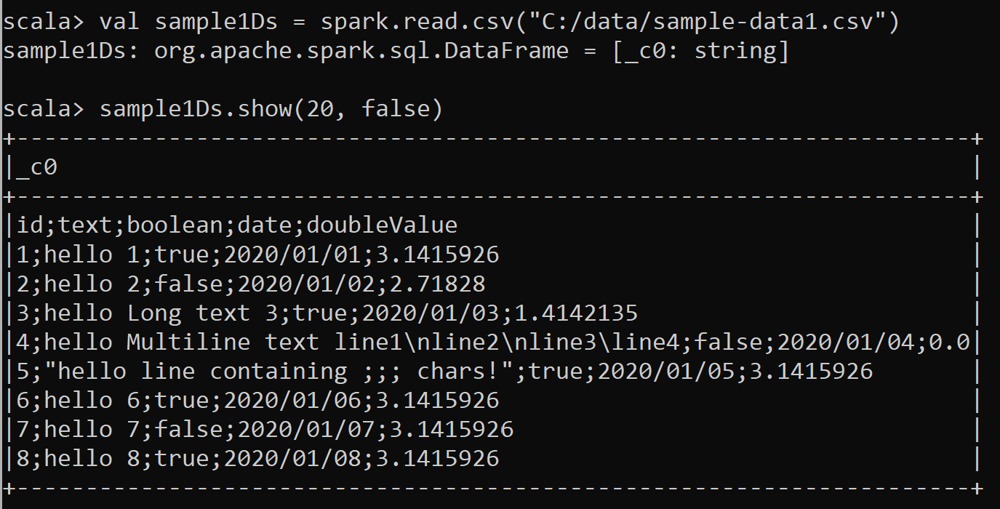 scala> val sample1Ds = spark.read.csv("C:/data/sample-data1.csv")
sample1Ds: org.apache.spark.sql.DataFrame = [_c0: string]
scala> sample1Ds.show(20, false)
+---------------------------------------------------------------------+
|_c0                                                                  |
+---------------------------------------------------------------------+
|id;text;boolean;date;doubleValue                                     |
|1;hello 1;true;2020/01/01;3.1415926                                  |
|2;hello 2;false;2020/01/02;2.71828                                   |
|3;hello Long text 3;true;2020/01/03;1.4142135                        |
|4;hello Multiline text line1\nline2\nline3\line4;false;2020/01/04;0.0|
|5;"hello line containing ;;; chars!";true;2020/01/05;3.1415926       |
|6;hello 6;true;2020/01/06;3.1415926                                  |
|7;hello 7;false;2020/01/07;3.1415926                                 |
|8;hello 8;true;2020/01/08;3.1415926                                  |
+---------------------------------------------------------------------+